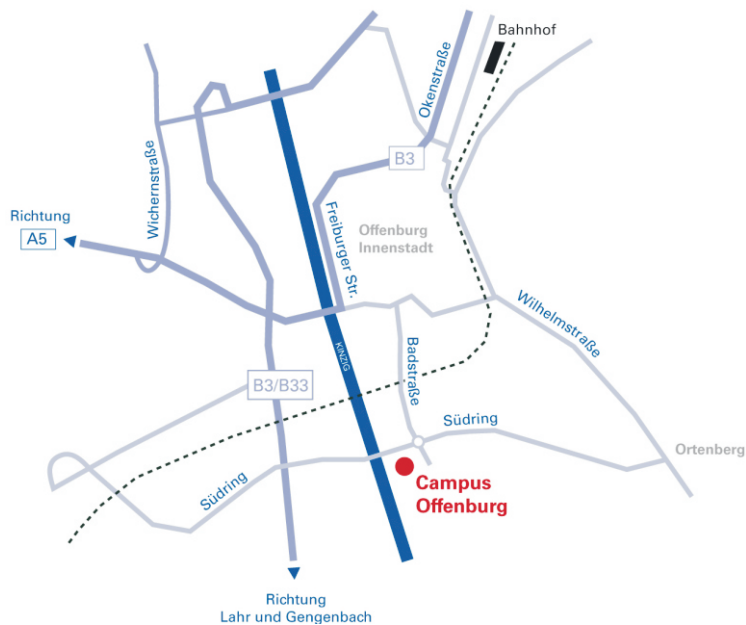 Bahnhof
Okenstraße
B3
Wichernstraße
Richtung
A5
Freiburger Str.
Offenburg
Innenstadt
Wilhelmstraße
KINZIG
Badstraße
B3/B33
Südring
Ortenberg
Südring
Campus
Offenburg
Richtung
Lahr und Gengenbach